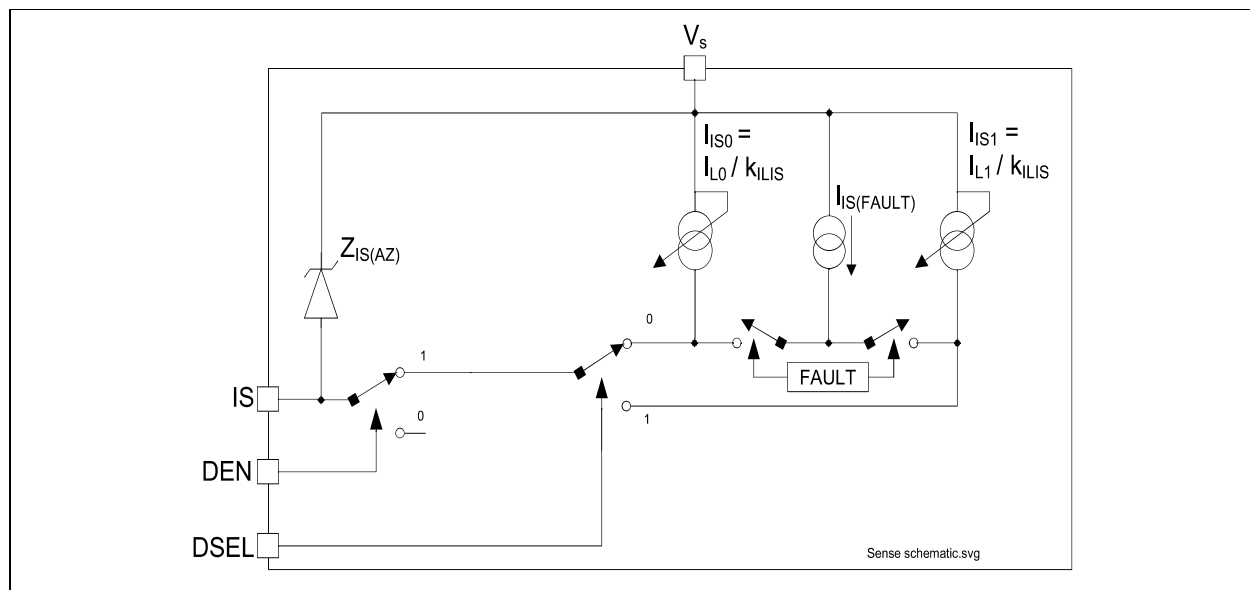 Vs
IIS0 =
IL0 / kILIS
IIS1 =
IL1 / kILIS
IIS(FAULT)
ZIS(AZ)
0
1
FAULT
IS
0
1
DEN
DSEL
Sense schematic.svg